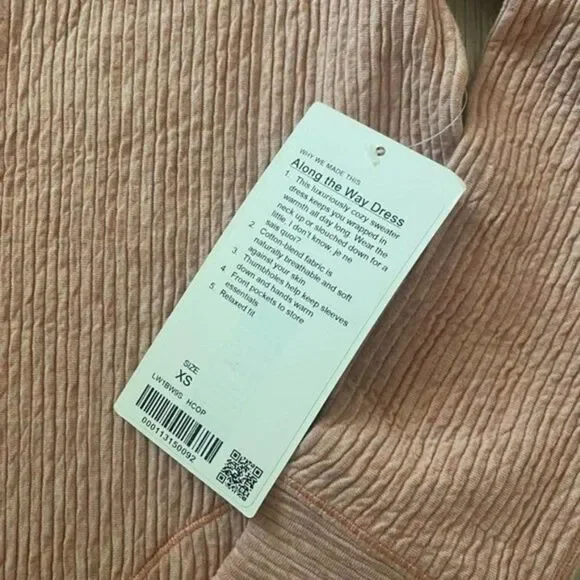 WHY WE MADE THIS
Along the Way Dress
1. This luxuriously cozy sweater
dress keeps you wrapped in
warmth all day long. Wear the
neck up or slouched down for a
little, I don't know, je ne
sais quoi?
2. Cotton-blend fabric is
naturally breathable and soft
against your skin
3. Thumbholes help keep sleeves
down and hands warm
4. Front pockets to store
essentials
5. Relaxed fit
SIZE
XS
LW1BW9S HCOP
000113150092